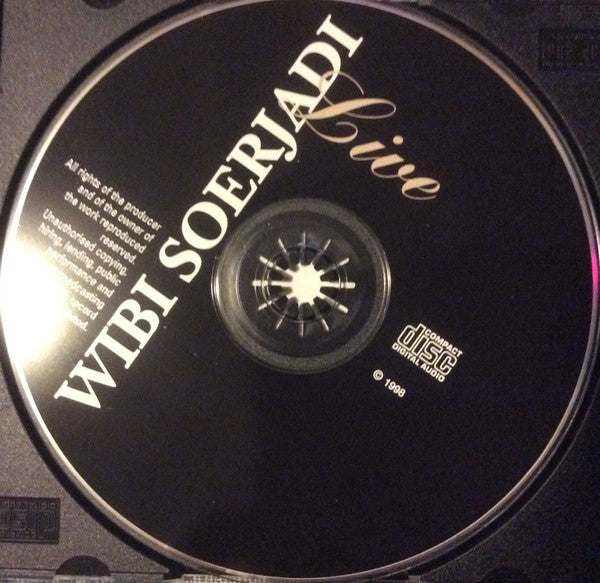 WIBI SOERJADI
Live
All rights of the producer
and of the owner of
the work reproduced
reserved.
Unauthorised copying,
hiring, lending, public
performance and
record
COMPACT
disc
DIGITAL AUDIO
© 1998